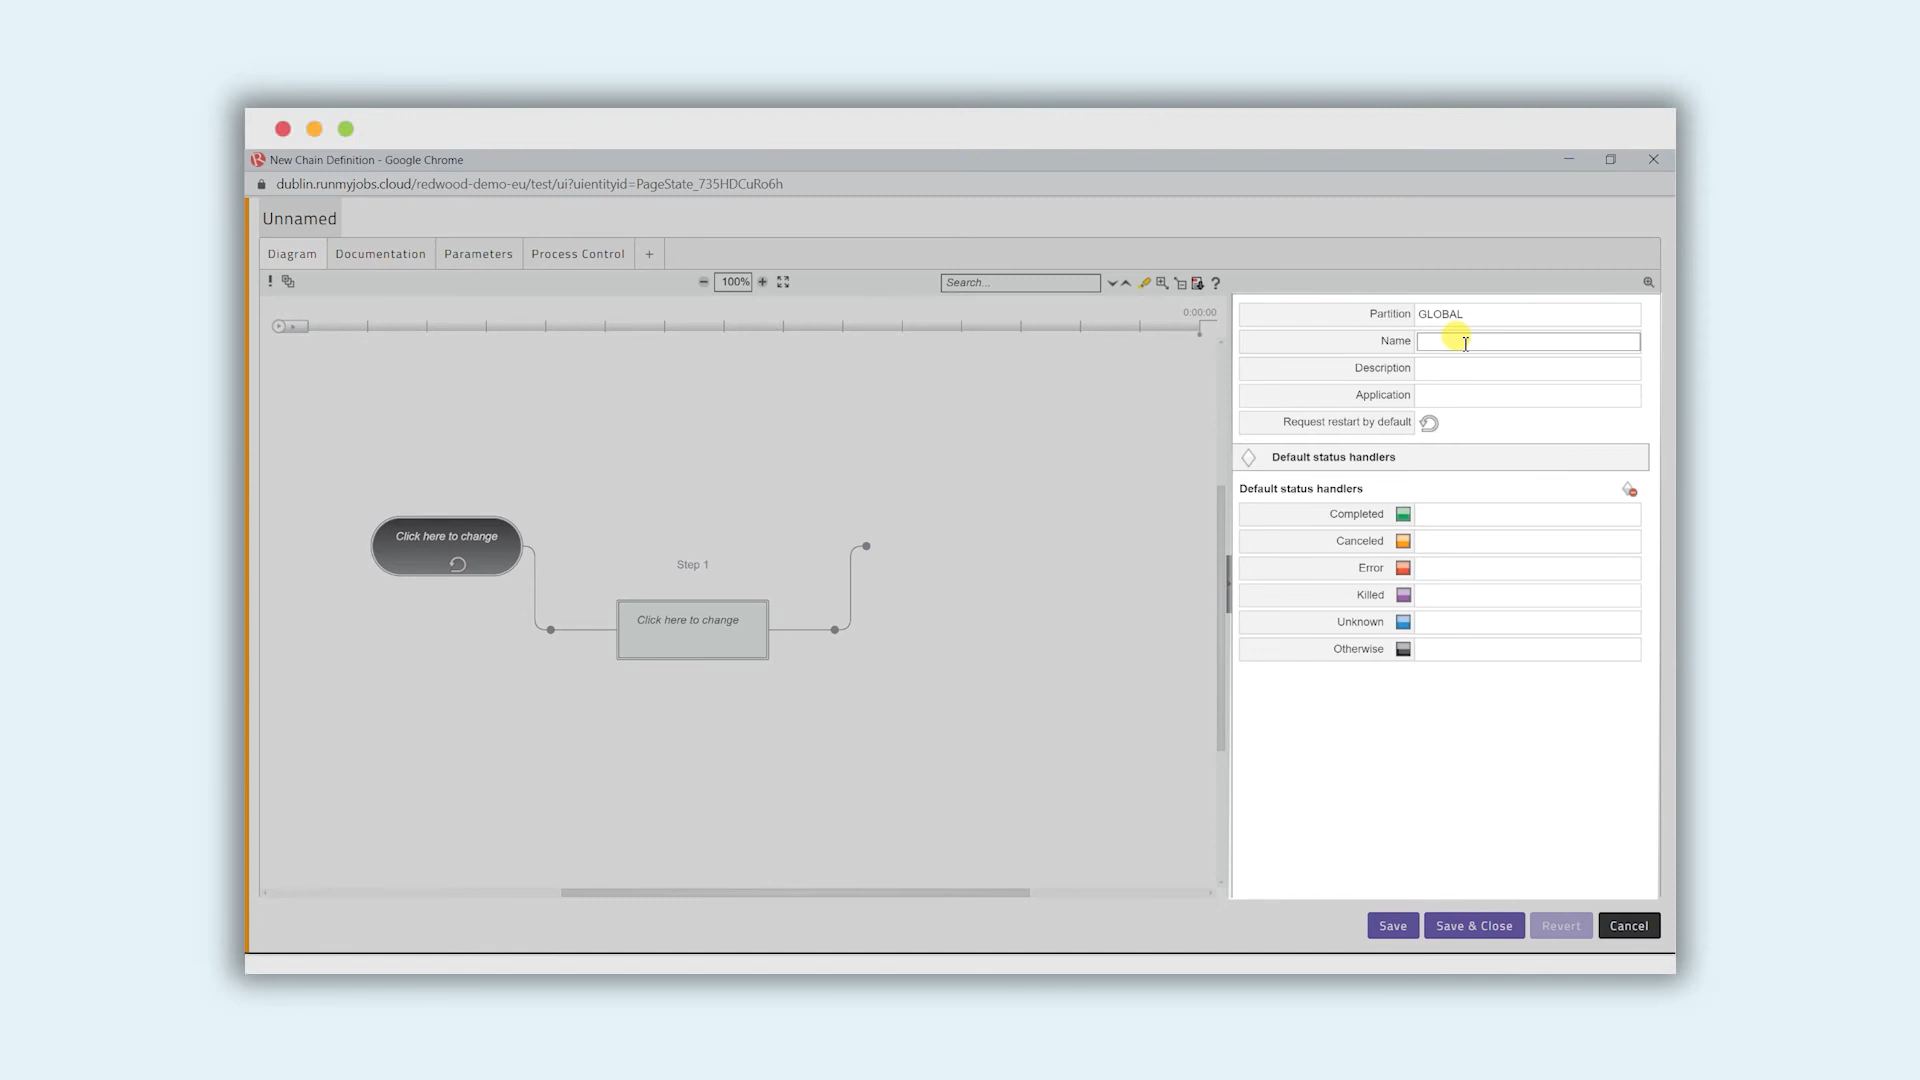 New Chain Definition - Google Chrome
dublin.runmyjobs.cloud/redwood-demo-eu/test/ui?uientityid=PageState_735HDCuRo6h
Unnamed
Diagram Documentation Parameters Process Control +
! 100% Search... ?
0:00:00
Partition GLOBAL
Name
Description
Application
Request restart by default
Default status handlers
Default status handlers
Completed
Canceled
Error
Killed
Unknown
Otherwise
Click here to change
Step 1
Click here to change
Save Save & Close Revert Cancel